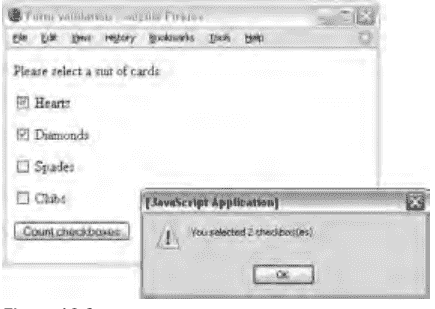 Form validation - Mozilla Firefox
File Edit View History Bookmarks Tools Help
Please select a suit of cards
Hearts
Diamonds
Spades
Clubs
Count checkboxes
[JavaScript Application]
You selected 2 checkbox(es)
OK